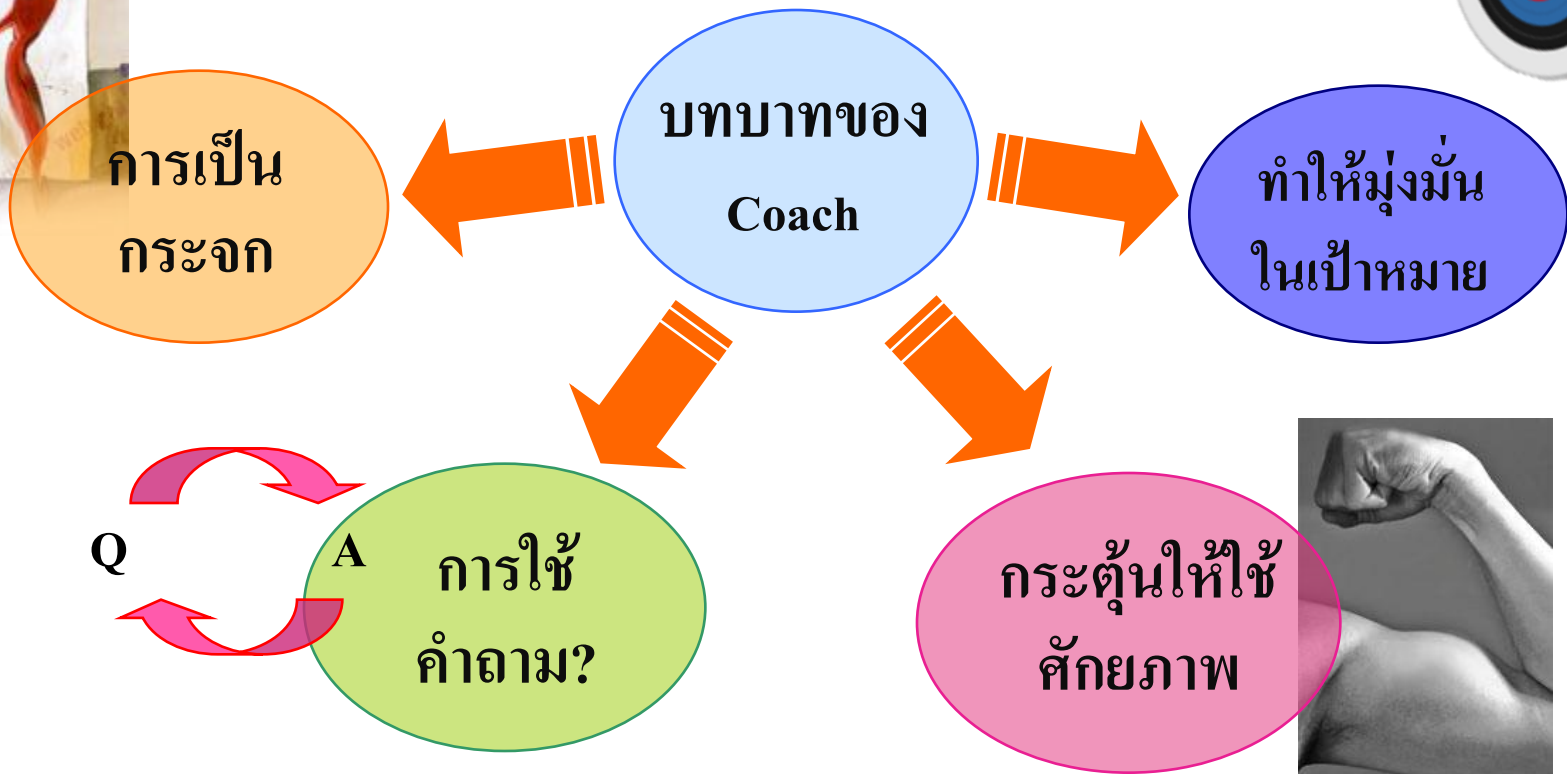 บทบาทของ
Coach
การเป็น
กระจก
ทำให้มุ่งมั่น
ในเป้าหมาย
Q
A
การใช้
คำถาม?
กระตุ้นให้ใช้
ศักยภาพ